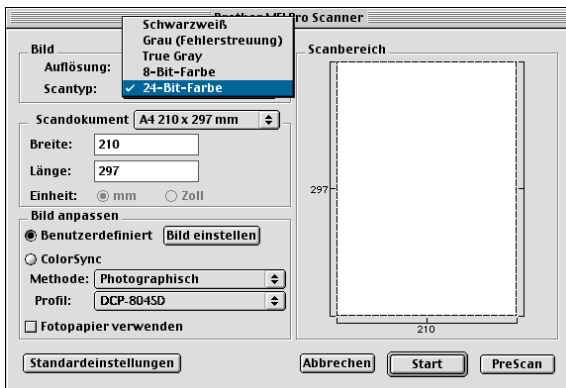 ro Scanner
Schwarzweiß
Grau (Fehlerstreuung)
True Gray
8-Bit-Farbe
✓ 24-Bit-Farbe
Bild
Auflösung:
Scantyp:
Scandokument A4 210 x 297 mm
Breite: 210
Länge: 297
Einheit: mm Zoll
Bild anpassen
Benutzerdefiniert Bild einstellen
ColorSync
Methode: Photographisch
Profil: DCP-8045D
Fotopapier verwenden
Scanbereich
297
210
Standardeinstellungen
Abbrechen Start PreScan